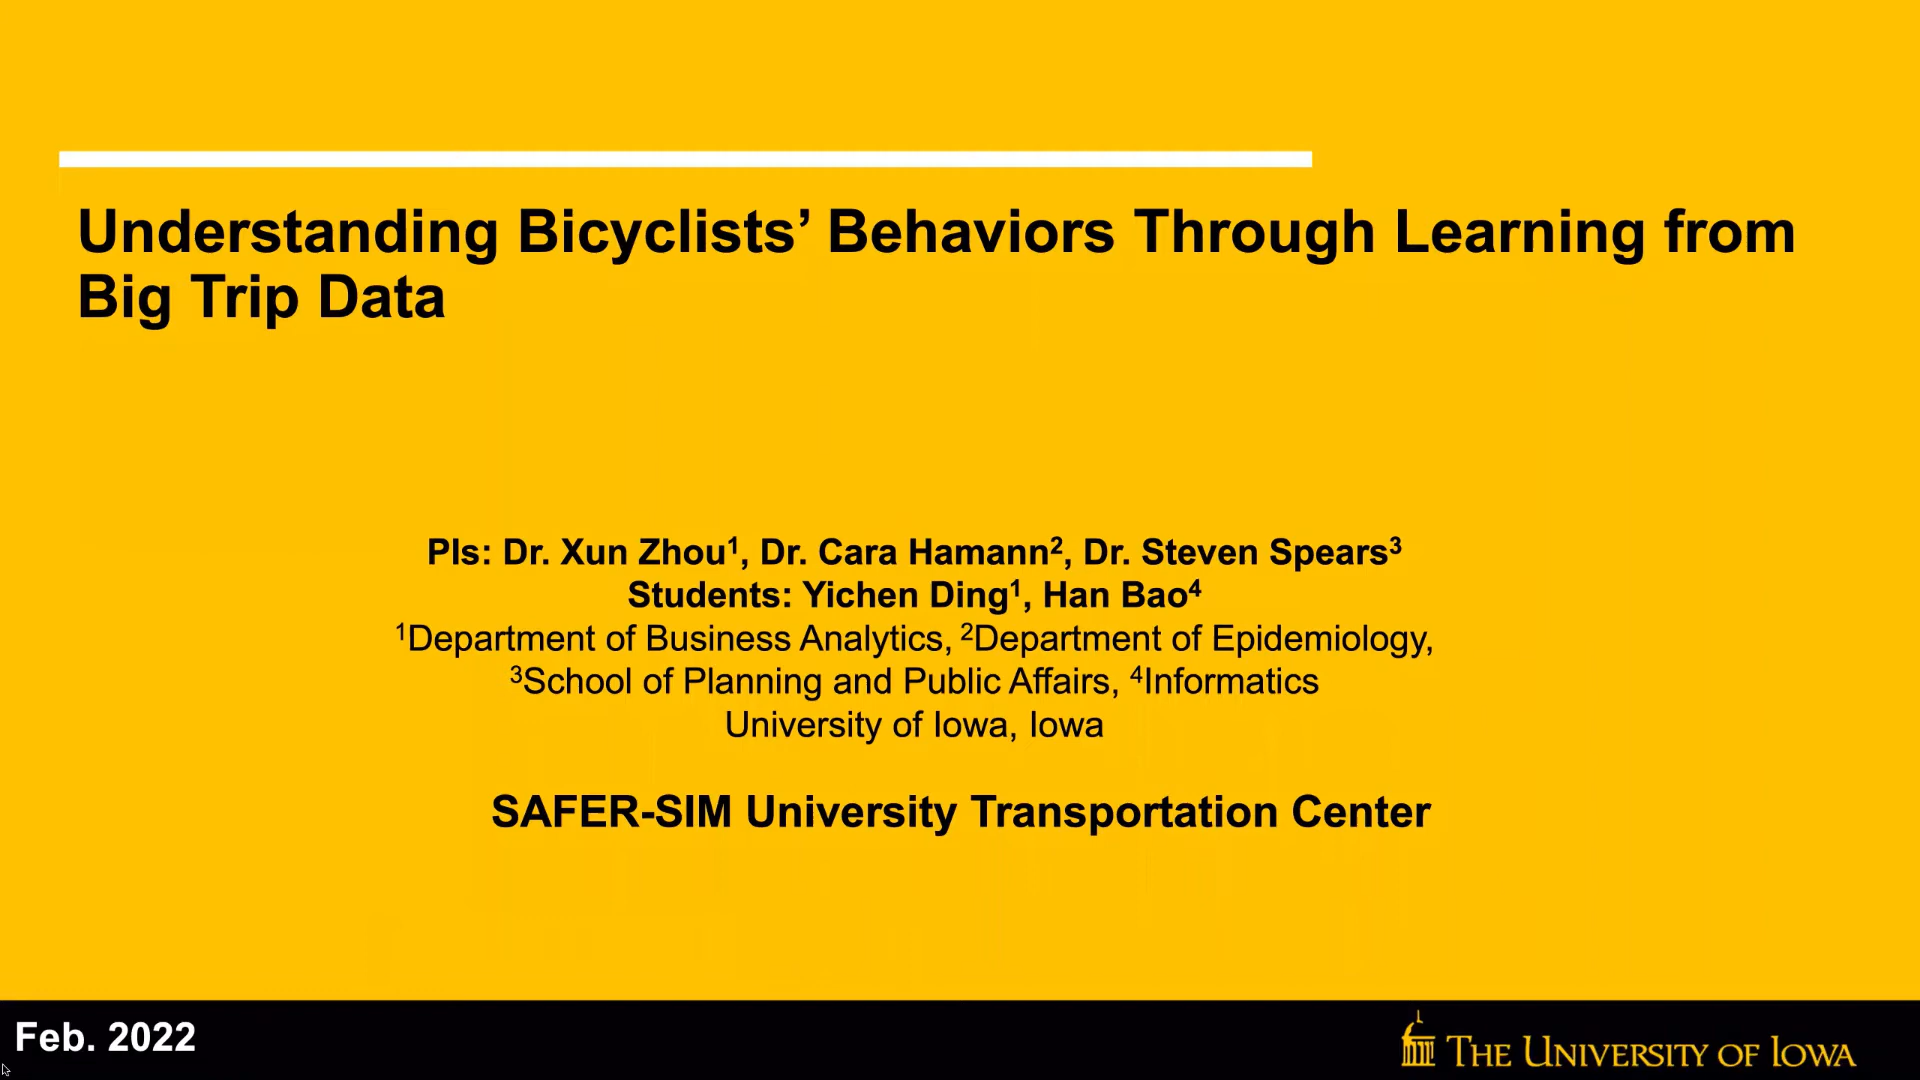 Understanding Bicyclists’ Behaviors Through Learning from
Big Trip Data
PIs: Dr. Xun Zhou¹, Dr. Cara Hamann², Dr. Steven Spears³
Students: Yichen Ding¹, Han Bao⁴
¹Department of Business Analytics, ²Department of Epidemiology,
³School of Planning and Public Affairs, ⁴Informatics
University of Iowa, Iowa
SAFER-SIM University Transportation Center
Feb. 2022
THE UNIVERSITY OF IOWA